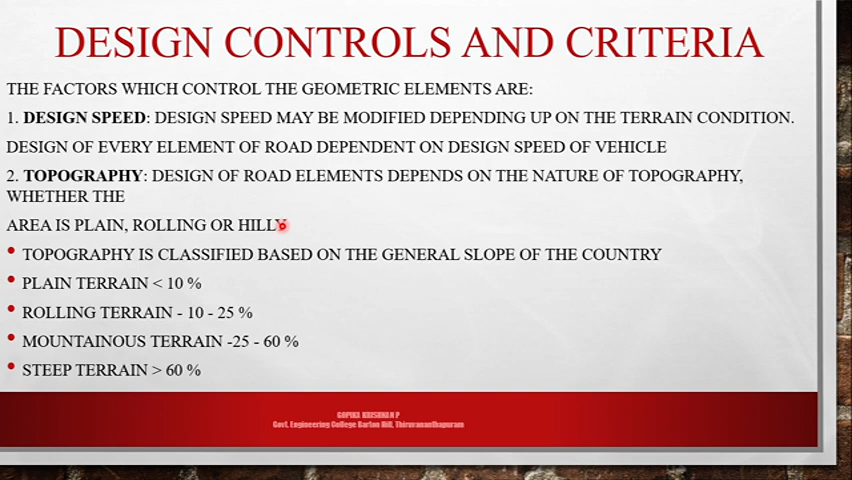 DESIGN CONTROLS AND CRITERIA
THE FACTORS WHICH CONTROL THE GEOMETRIC ELEMENTS ARE:
1. DESIGN SPEED: DESIGN SPEED MAY BE MODIFIED DEPENDING UP ON THE TERRAIN CONDITION.
DESIGN OF EVERY ELEMENT OF ROAD DEPENDENT ON DESIGN SPEED OF VEHICLE
2. TOPOGRAPHY: DESIGN OF ROAD ELEMENTS DEPENDS ON THE NATURE OF TOPOGRAPHY,
WHETHER THE
AREA IS PLAIN, ROLLING OR HILLY
• TOPOGRAPHY IS CLASSIFIED BASED ON THE GENERAL SLOPE OF THE COUNTRY
• PLAIN TERRAIN < 10 %
• ROLLING TERRAIN - 10 - 25 %
• MOUNTAINOUS TERRAIN -25 - 60 %
• STEEP TERRAIN > 60 %
GOPIKA KRISHNAN P
Govt. Engineering College Barton Hill, Thiruvananthapuram